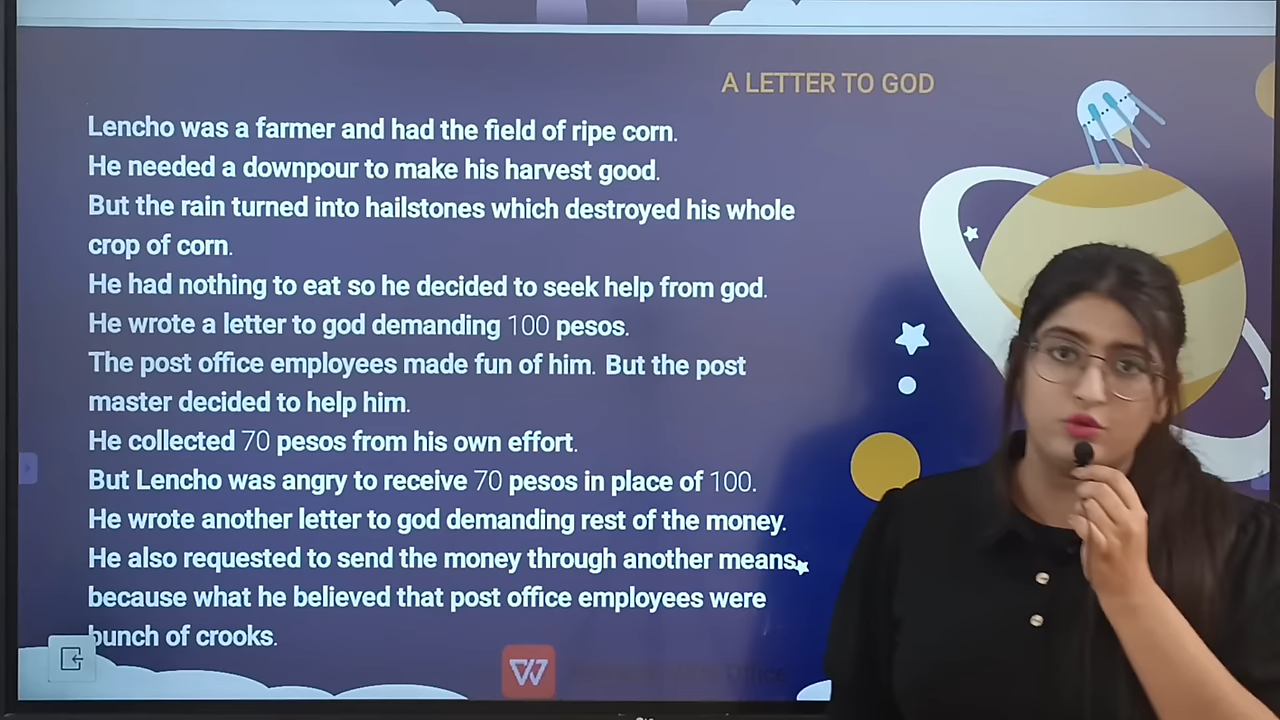 A LETTER TO GOD
Lencho was a farmer and had the field of ripe corn.
He needed a downpour to make his harvest good.
But the rain turned into hailstones which destroyed his whole
crop of corn.
He had nothing to eat so he decided to seek help from god.
He wrote a letter to god demanding 100 pesos.
The post office employees made fun of him. But the post
master decided to help him.
He collected 70 pesos from his own effort.
But Lencho was angry to receive 70 pesos in place of 100.
He wrote another letter to god demanding rest of the money.
He also requested to send the money through another means
because what he believed that post office employees were
bunch of crooks.